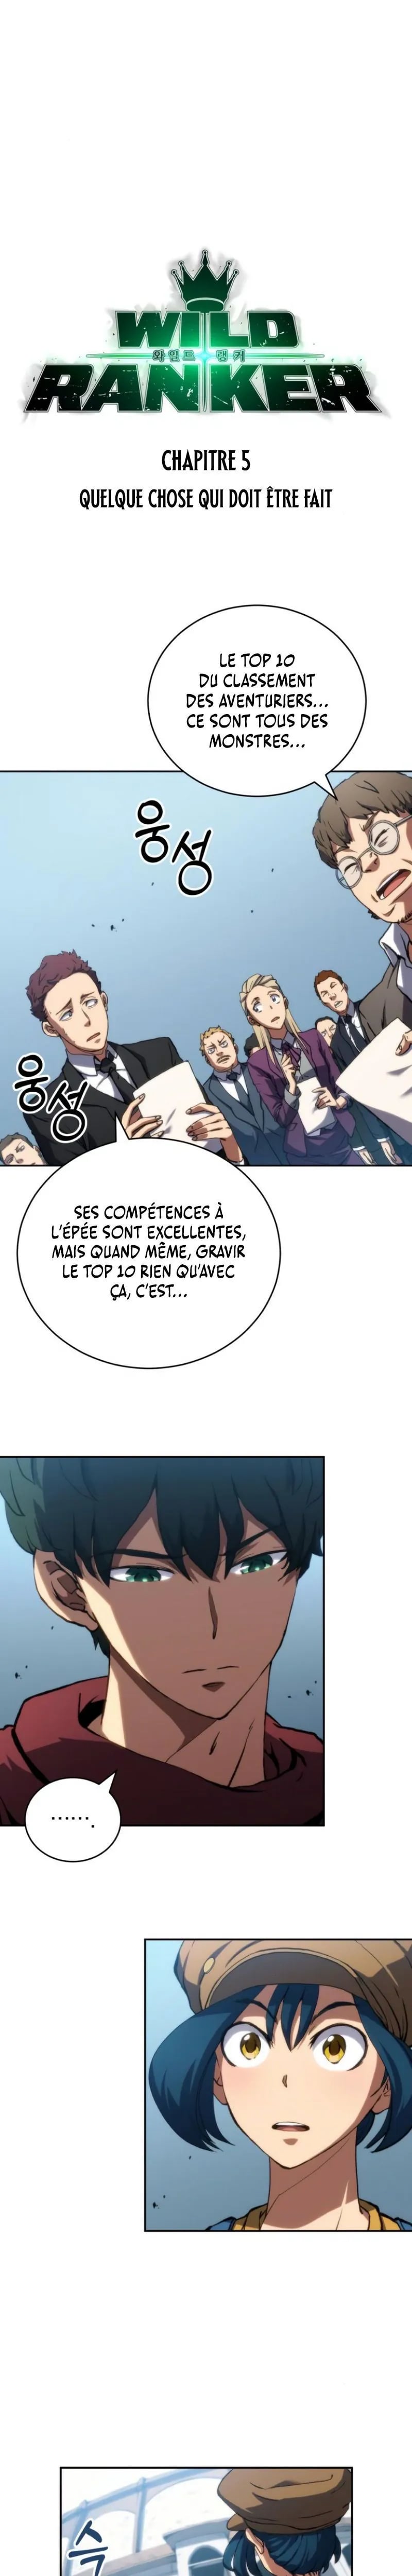 WILD
와일드 랭커
RANKER
CHAPITRE 5
QUELQUE CHOSE QUI DOIT ÊTRE FAIT
LE TOP 10
DU CLASSEMENT
DES AVENTURIERS...
CE SONT TOUS DES
MONSTRES...
웅성
웅성
SES COMPÉTENCES À
L'ÉPÉE SONT EXCELLENTES,
MAIS QUAND MÊME, GRAVIR
LE TOP 10 RIEN QU'AVEC
ÇA, C'EST...
.......
스